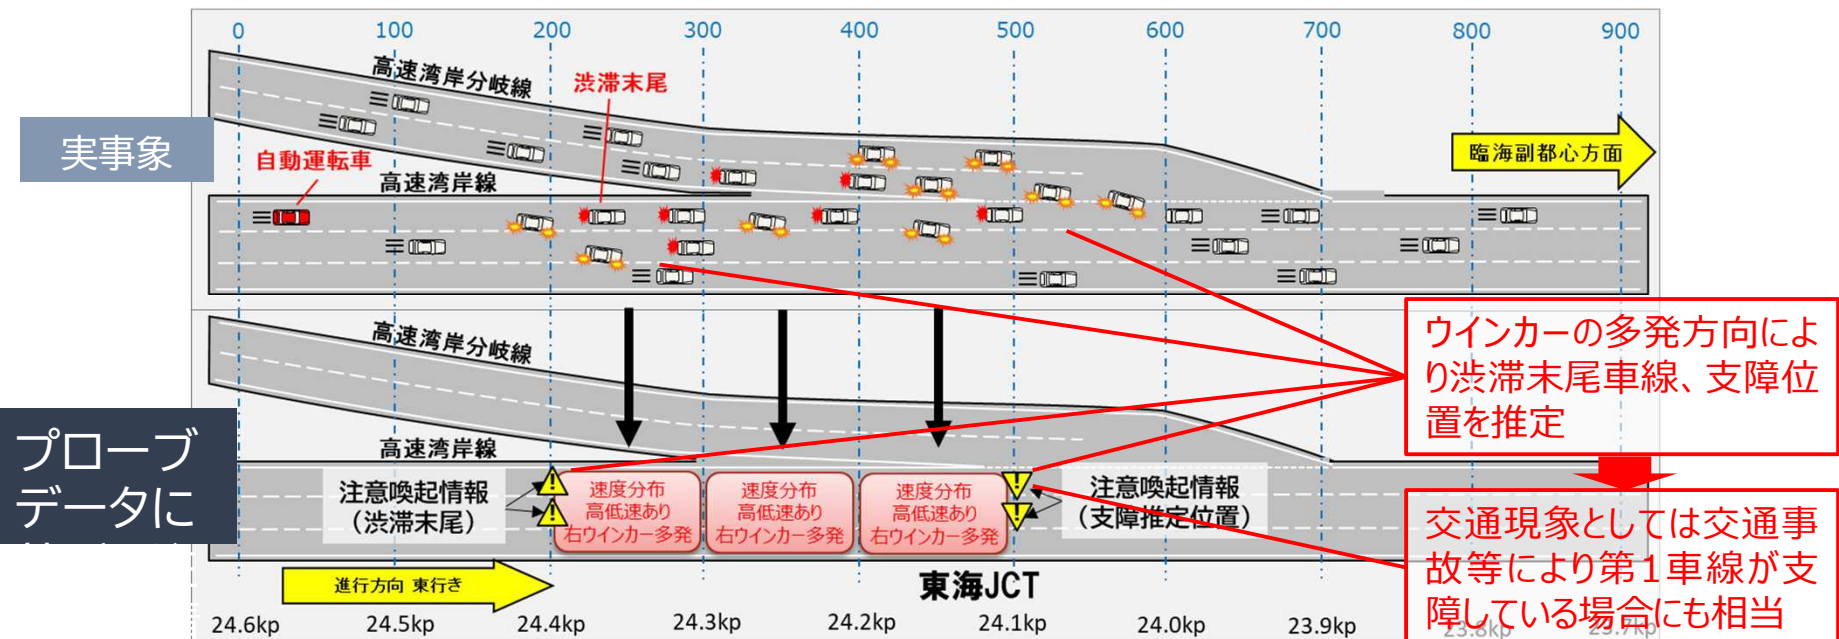 0 100 200 300 400 500 600 700 800 900
高速湾岸分岐線
渋滞末尾
実事象
自動運転車
高速湾岸線
臨海副都心方面
ウインカーの多発方向によ
り渋滞末尾車線、支障位
置を推定
高速湾岸分岐線
高速湾岸線
プローブ
データに
注意喚起情報
（渋滞末尾）
速度分布
高低速あり
右ウインカー多発
速度分布
高低速あり
右ウインカー多発
速度分布
高低速あり
右ウインカー多発
注意喚起情報
（支障推定位置）
交通現象としては交通事
故等により第1車線が支
障している場合にも相当
進行方向 東行き
東海JCT
24.6kp 24.5kp 24.4kp 24.3kp 24.2kp 24.1kp 24.0kp 23.9kp 23.8kp 23.7kp